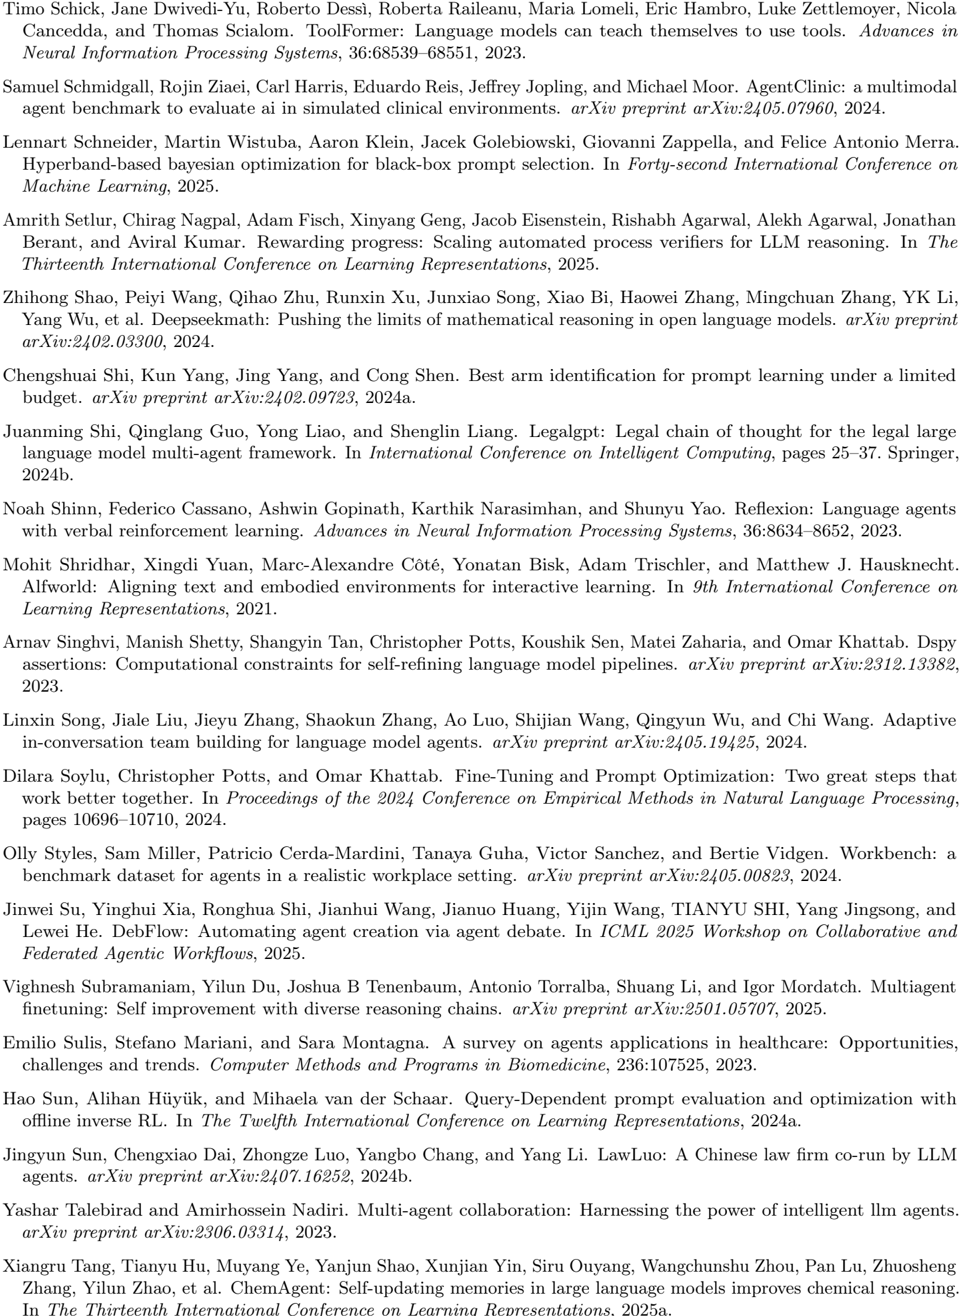 Timo Schick, Jane Dwivedi-Yu, Roberto Dessì, Roberta Raileanu, Maria Lomeli, Eric Hambro, Luke Zettlemoyer, Nicola
Cancedda, and Thomas Scialom. ToolFormer: Language models can teach themselves to use tools. Advances in
Neural Information Processing Systems, 36:68539–68551, 2023.
Samuel Schmidgall, Rojin Ziaei, Carl Harris, Eduardo Reis, Jeffrey Jopling, and Michael Moor. AgentClinic: a multimodal
agent benchmark to evaluate ai in simulated clinical environments. arXiv preprint arXiv:2405.07960, 2024.
Lennart Schneider, Martin Wistuba, Aaron Klein, Jacek Golebiowski, Giovanni Zappella, and Felice Antonio Merra.
Hyperband-based bayesian optimization for black-box prompt selection. In Forty-second International Conference on
Machine Learning, 2025.
Amrith Setlur, Chirag Nagpal, Adam Fisch, Xinyang Geng, Jacob Eisenstein, Rishabh Agarwal, Alekh Agarwal, Jonathan
Berant, and Aviral Kumar. Rewarding progress: Scaling automated process verifiers for LLM reasoning. In The
Thirteenth International Conference on Learning Representations, 2025.
Zhihong Shao, Peiyi Wang, Qihao Zhu, Runxin Xu, Junxiao Song, Xiao Bi, Haowei Zhang, Mingchuan Zhang, YK Li,
Yang Wu, et al. Deepseekmath: Pushing the limits of mathematical reasoning in open language models. arXiv preprint
arXiv:2402.03300, 2024.
Chengshuai Shi, Kun Yang, Jing Yang, and Cong Shen. Best arm identification for prompt learning under a limited
budget. arXiv preprint arXiv:2402.09723, 2024a.
Juanming Shi, Qinglang Guo, Yong Liao, and Shenglin Liang. Legalgpt: Legal chain of thought for the legal large
language model multi-agent framework. In International Conference on Intelligent Computing, pages 25–37. Springer,
2024b.
Noah Shinn, Federico Cassano, Ashwin Gopinath, Karthik Narasimhan, and Shunyu Yao. Reflexion: Language agents
with verbal reinforcement learning. Advances in Neural Information Processing Systems, 36:8634–8652, 2023.
Mohit Shridhar, Xingdi Yuan, Marc-Alexandre Côté, Yonatan Bisk, Adam Trischler, and Matthew J. Hausknecht.
Alfworld: Aligning text and embodied environments for interactive learning. In 9th International Conference on
Learning Representations, 2021.
Arnav Singhvi, Manish Shetty, Shangyin Tan, Christopher Potts, Koushik Sen, Matei Zaharia, and Omar Khattab. Dspy
assertions: Computational constraints for self-refining language model pipelines. arXiv preprint arXiv:2312.13382,
2023.
Linxin Song, Jiale Liu, Jieyu Zhang, Shaokun Zhang, Ao Luo, Shijian Wang, Qingyun Wu, and Chi Wang. Adaptive
in-conversation team building for language model agents. arXiv preprint arXiv:2405.19425, 2024.
Dilara Soylu, Christopher Potts, and Omar Khattab. Fine-Tuning and Prompt Optimization: Two great steps that
work better together. In Proceedings of the 2024 Conference on Empirical Methods in Natural Language Processing,
pages 10696–10710, 2024.
Olly Styles, Sam Miller, Patricio Cerda-Mardini, Tanaya Guha, Victor Sanchez, and Bertie Vidgen. Workbench: a
benchmark dataset for agents in a realistic workplace setting. arXiv preprint arXiv:2405.00823, 2024.
Jinwei Su, Yinghui Xia, Ronghua Shi, Jianhui Wang, Jianuo Huang, Yijin Wang, TIANYU SHI, Yang Jingsong, and
Lewei He. DebFlow: Automating agent creation via agent debate. In ICML 2025 Workshop on Collaborative and
Federated Agentic Workflows, 2025.
Vighnesh Subramaniam, Yilun Du, Joshua B Tenenbaum, Antonio Torralba, Shuang Li, and Igor Mordatch. Multiagent
finetuning: Self improvement with diverse reasoning chains. arXiv preprint arXiv:2501.05707, 2025.
Emilio Sulis, Stefano Mariani, and Sara Montagna. A survey on agents applications in healthcare: Opportunities,
challenges and trends. Computer Methods and Programs in Biomedicine, 236:107525, 2023.
Hao Sun, Alihan Hüyük, and Mihaela van der Schaar. Query-Dependent prompt evaluation and optimization with
offline inverse RL. In The Twelfth International Conference on Learning Representations, 2024a.
Jingyun Sun, Chengxiao Dai, Zhongze Luo, Yangbo Chang, and Yang Li. LawLuo: A Chinese law firm co-run by LLM
agents. arXiv preprint arXiv:2407.16252, 2024b.
Yashar Talebirad and Amirhossein Nadiri. Multi-agent collaboration: Harnessing the power of intelligent llm agents.
arXiv preprint arXiv:2306.03314, 2023.
Xiangru Tang, Tianyu Hu, Muyang Ye, Yanjun Shao, Xunjian Yin, Siru Ouyang, Wangchunshu Zhou, Pan Lu, Zhuosheng
Zhang, Yilun Zhao, et al. ChemAgent: Self-updating memories in large language models improves chemical reasoning.
In The Thirteenth International Conference on Learning Representations, 2025a.